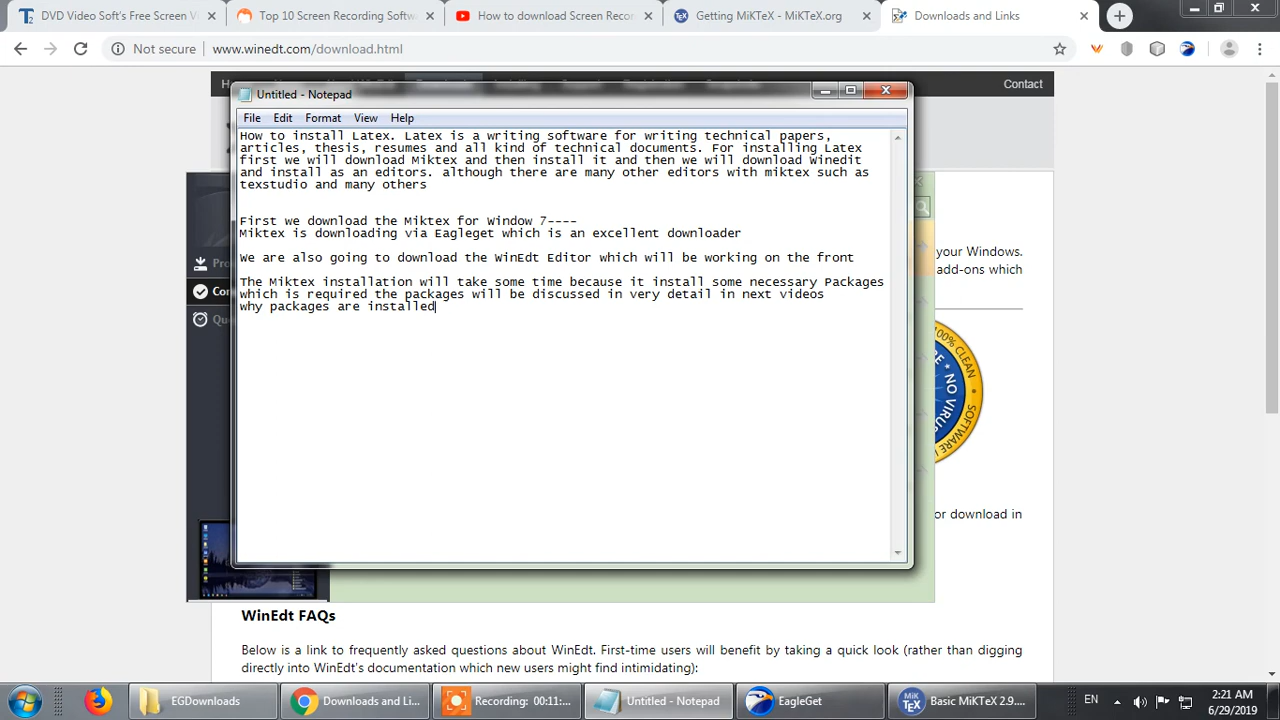 DVD Video Soft's Free Screen V
Top 10 Screen Recording Softw
How to download Screen Recor
Getting MiKTeX - MiKTeX.org
Downloads and Links
Not secure
www.winedt.com/download.html
Contact
Untitled - Notepad
File Edit Format View Help
How to install Latex. Latex is a writing software for writing technical papers,
articles, thesis, resumes and all kind of technical documents. For installing Latex
first we will download Miktex and then install it and then we will download Winedit
and install as an editors. although there are many other editors with miktex such as
texstudio and many others
First we download the Miktex for Window 7----
Miktex is downloading via Eagleget which is an excellent downloader
We are also going to download the WinEdt Editor which will be working on the front
The Miktex installation will take some time because it install some necessary Packages
which is required the packages will be discussed in very detail in next videos
why packages are installed
your Windows.
add-ons which
100% CLEAN
NO VIRUS
SOFTWARE
or download in
WinEdt FAQs
Below is a link to frequently asked questions about WinEdt. First-time users will benefit by taking a quick look (rather than digging
directly into WinEdt's documentation which new users might find intimidating):
EGDownloads
Downloads and Li...
Recording: 00:11:...
Untitled - Notepad
EagleGet
MiK
TEX
Basic MiKTeX 2.9...
EN
2:21 AM
6/29/2019